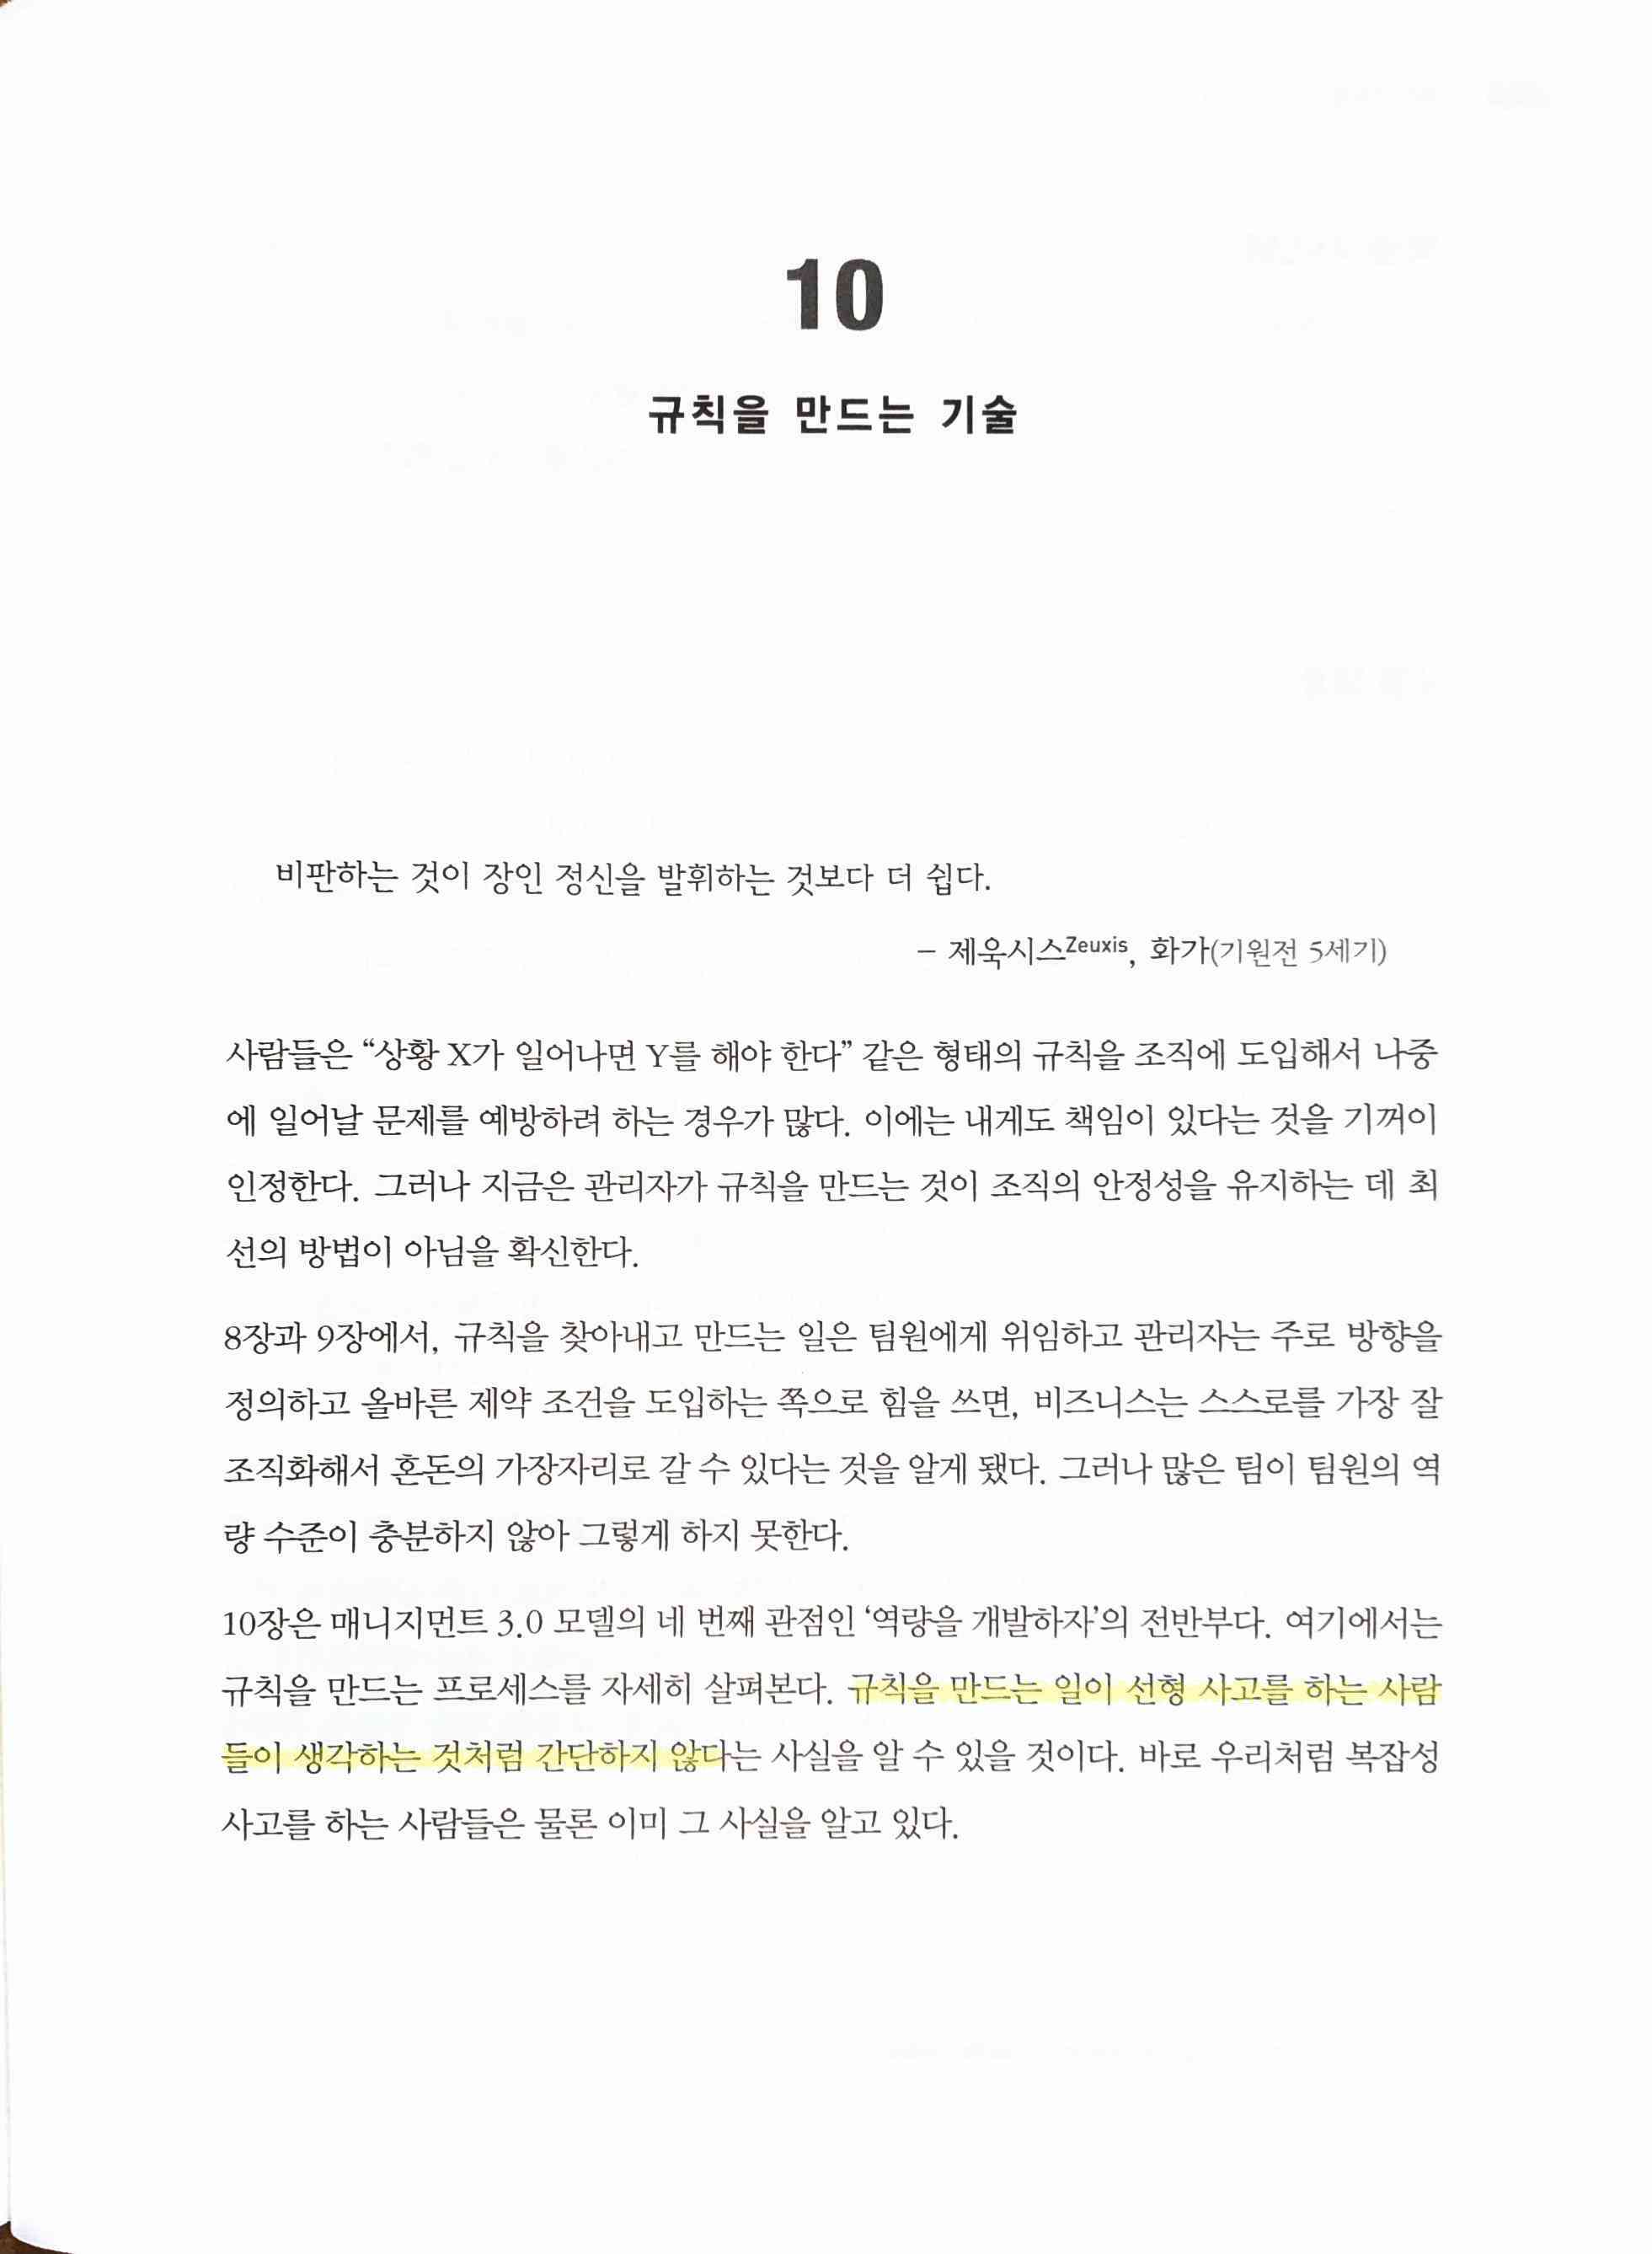 10
규칙을 만드는 기술
비판하는 것이 장인 정신을 발휘하는 것보다 더 쉽다.
– 제욱시스Zeuxis, 화가(기원전 5세기)
사람들은 “상황 X가 일어나면 Y를 해야 한다” 같은 형태의 규칙을 조직에 도입해서 나중
에 일어날 문제를 예방하려 하는 경우가 많다. 이에는 내게도 책임이 있다는 것을 기꺼이
인정한다. 그러나 지금은 관리자가 규칙을 만드는 것이 조직의 안정성을 유지하는 데 최
선의 방법이 아님을 확신한다.
8장과 9장에서, 규칙을 찾아내고 만드는 일은 팀원에게 위임하고 관리자는 주로 방향을
정의하고 올바른 제약 조건을 도입하는 쪽으로 힘을 쓰면, 비즈니스는 스스로를 가장 잘
조직화해서 혼돈의 가장자리로 갈 수 있다는 것을 알게 됐다. 그러나 많은 팀이 팀원의 역
량 수준이 충분하지 않아 그렇게 하지 못한다.
10장은 매니지먼트 3.0 모델의 네 번째 관점인 ‘역량을 개발하자’의 전반부다. 여기에서는
규칙을 만드는 프로세스를 자세히 살펴본다. 규칙을 만드는 일이 선형 사고를 하는 사람
들이 생각하는 것처럼 간단하지 않다는 사실을 알 수 있을 것이다. 바로 우리처럼 복잡성
사고를 하는 사람들은 물론 이미 그 사실을 알고 있다.